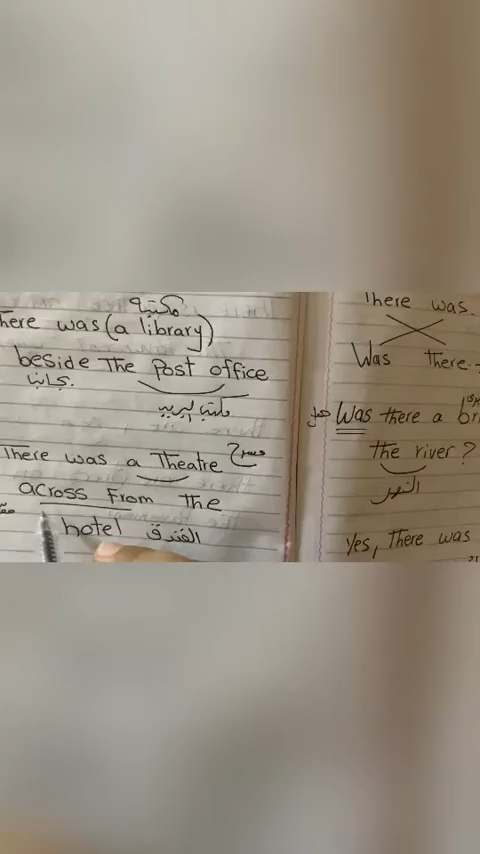 مكتبة
here was (a library)
beside The Post office
بجانب
مكتب البريد
There was a Theatre مسرح
across from the
hotel الفندق
There was.
Was there..
هل Was there a br
the river?
النهر
Yes, There was